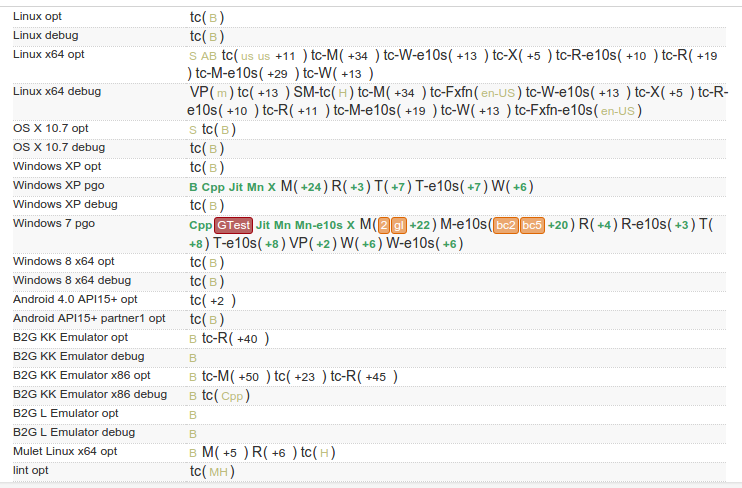 Linux opt tc( B )
Linux debug tc( B )
Linux x64 opt S AB tc( us us +11 ) tc-M( +34 ) tc-W-e10s( +13 ) tc-X( +5 ) tc-R-e10s( +10 ) tc-R( +19
) tc-M-e10s( +29 ) tc-W( +13 )
Linux x64 debug VP( m ) tc( +13 ) SM-tc( H ) tc-M( +34 ) tc-Fxfn( en-US ) tc-W-e10s( +13 ) tc-X( +5 ) tc-R-
e10s( +10 ) tc-R( +11 ) tc-M-e10s( +19 ) tc-W( +13 ) tc-Fxfn-e10s( en-US )
OS X 10.7 opt S tc( B )
OS X 10.7 debug tc( B )
Windows XP opt tc( B )
Windows XP pgo B Cpp Jit Mn X M( +24 ) R( +3 ) T( +7 ) T-e10s( +7 ) W( +6 )
Windows XP debug tc( B )
Windows 7 pgo Cpp GTest Jit Mn Mn-e10s X M( 2 gl +22 ) M-e10s( bc2 bc5 +20 ) R( +4 ) R-e10s( +3 ) T(
+8 ) T-e10s( +8 ) VP( +2 ) W( +6 ) W-e10s( +6 )
Windows 8 x64 opt tc( B )
Windows 8 x64 debug tc( B )
Android 4.0 API15+ opt tc( +2 )
Android API15+ partner1 opt tc( B )
B2G KK Emulator opt B tc-R( +40 )
B2G KK Emulator debug B
B2G KK Emulator x86 opt B tc-M( +50 ) tc( +23 ) tc-R( +45 )
B2G KK Emulator x86 debug B tc( Cpp )
B2G L Emulator opt B
B2G L Emulator debug B
Mulet Linux x64 opt B M( +5 ) R( +6 ) tc( H )
lint opt tc( MH )